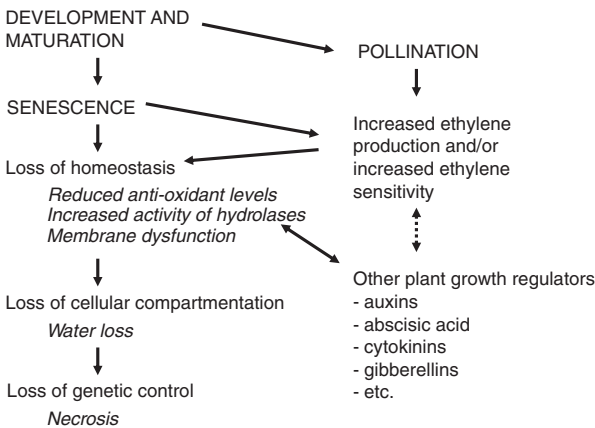 DEVELOPMENT AND
MATURATION
SENESCENCE
Loss of homeostasis
Reduced anti-oxidant levels
Increased activity of hydrolases
Membrane dysfunction
Loss of cellular compartmentation
Water loss
Loss of genetic control
Necrosis
POLLINATION
Increased ethylene
production and/or
increased ethylene
sensitivity
Other plant growth regulators
- auxins
- abscisic acid
- cytokinins
- gibberellins
- etc.